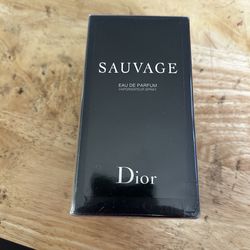 SAUVAGE
EAU DE PARFUM
VAPORISATEUR SPRAY
Dior